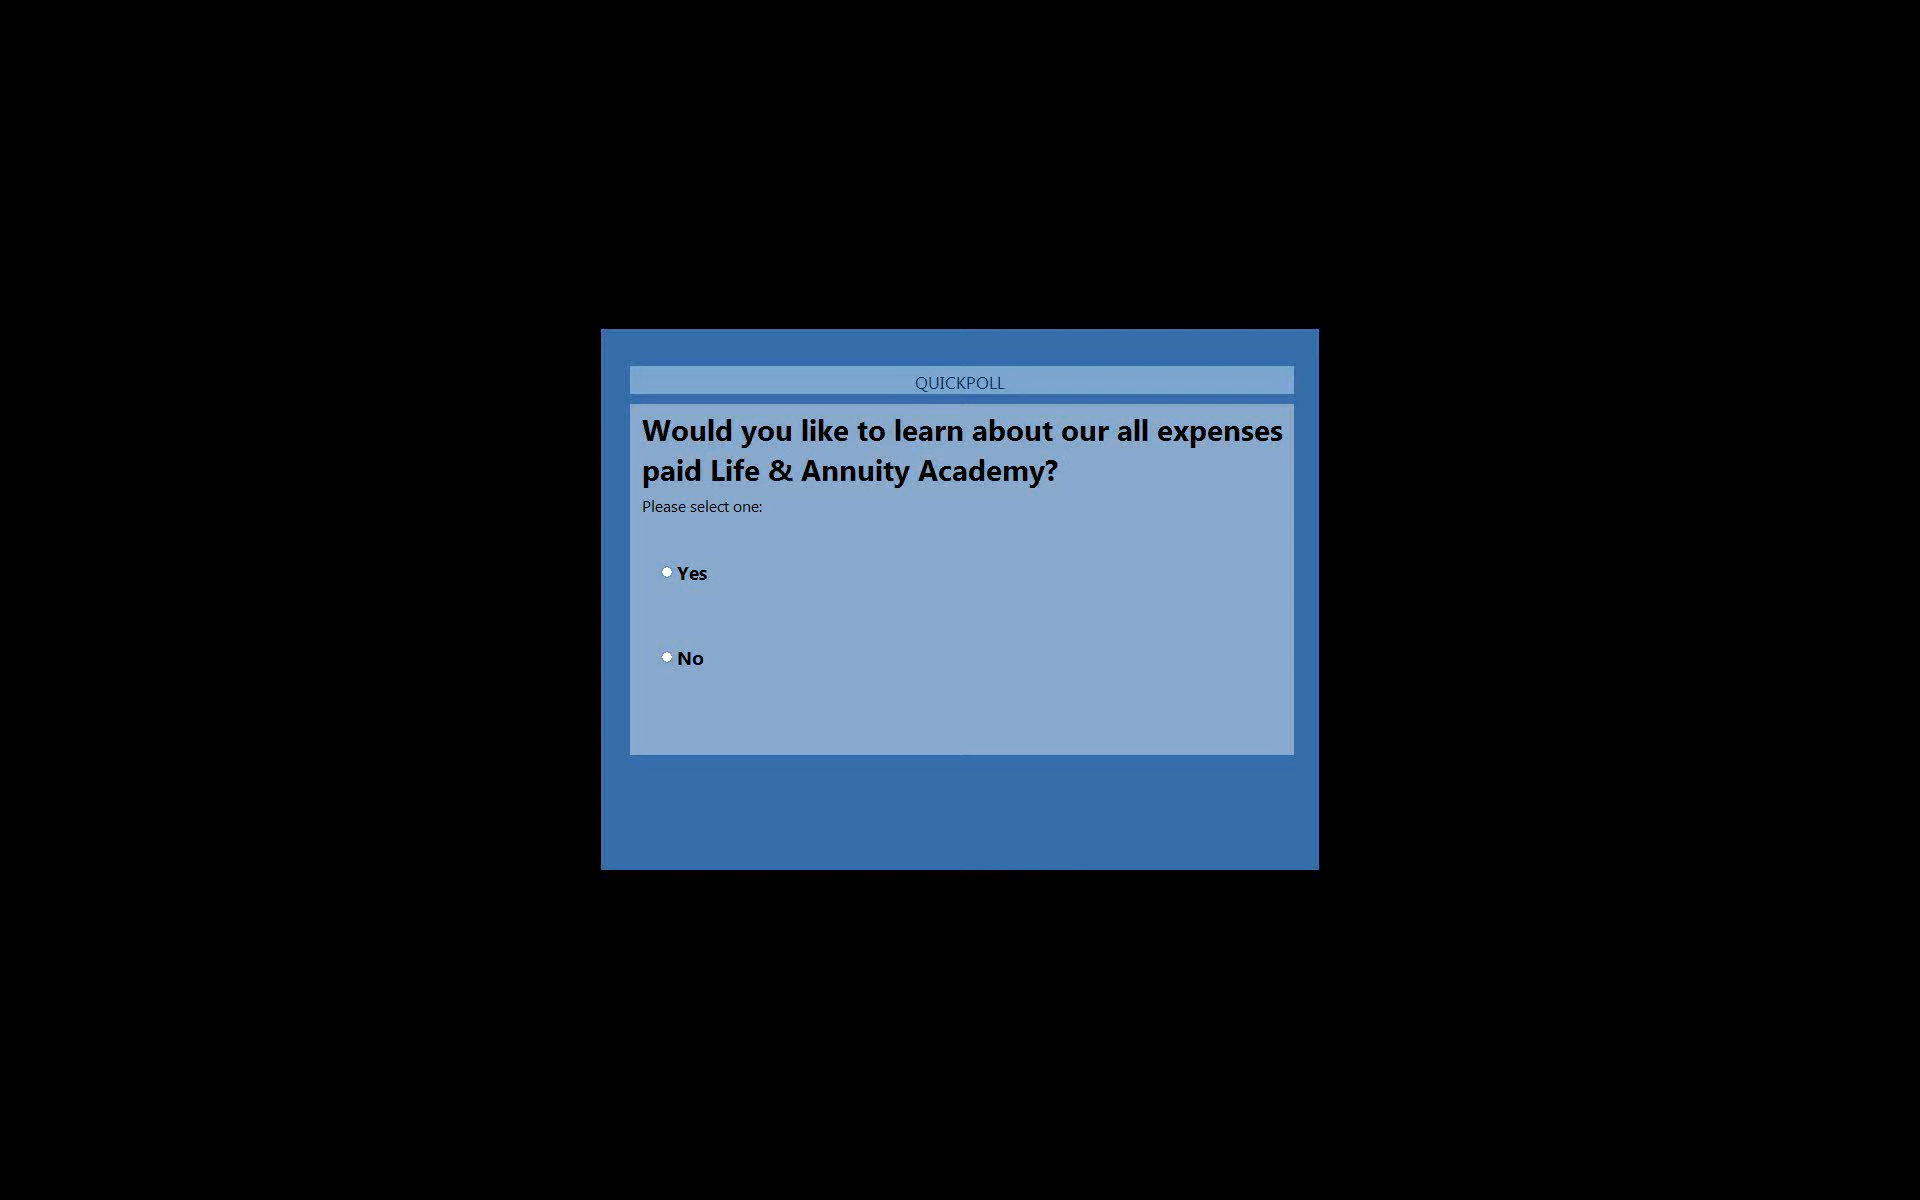 QUICKPOLL
Would you like to learn about our all expenses
paid Life & Annuity Academy?
Please select one:
Yes
No